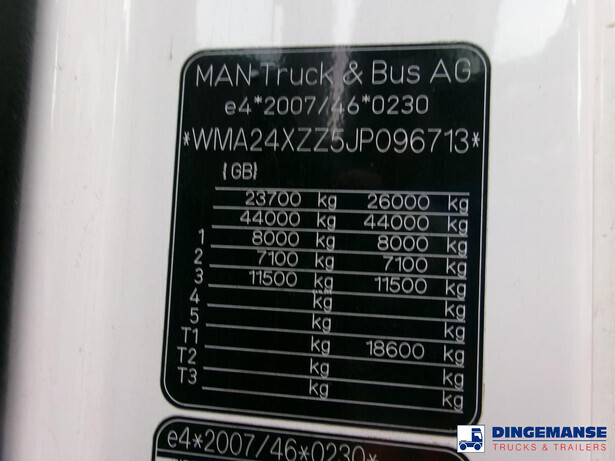 MAN Truck & Bus AG
e4*2007/46*0230
*WMA24XZZ5JP096713*
(GB)
23700 kg 26000 kg
44000 kg 44000 kg
1 8000 kg 8000 kg
2 7100 kg 7100 kg
3 11500 kg 11500 kg
4 kg kg
5 kg kg
T1 kg 18600 kg
T2 kg kg
T3 kg kg
e4*2007/46*0230*
DINGEMANSE
TRUCKS & TRAILERS